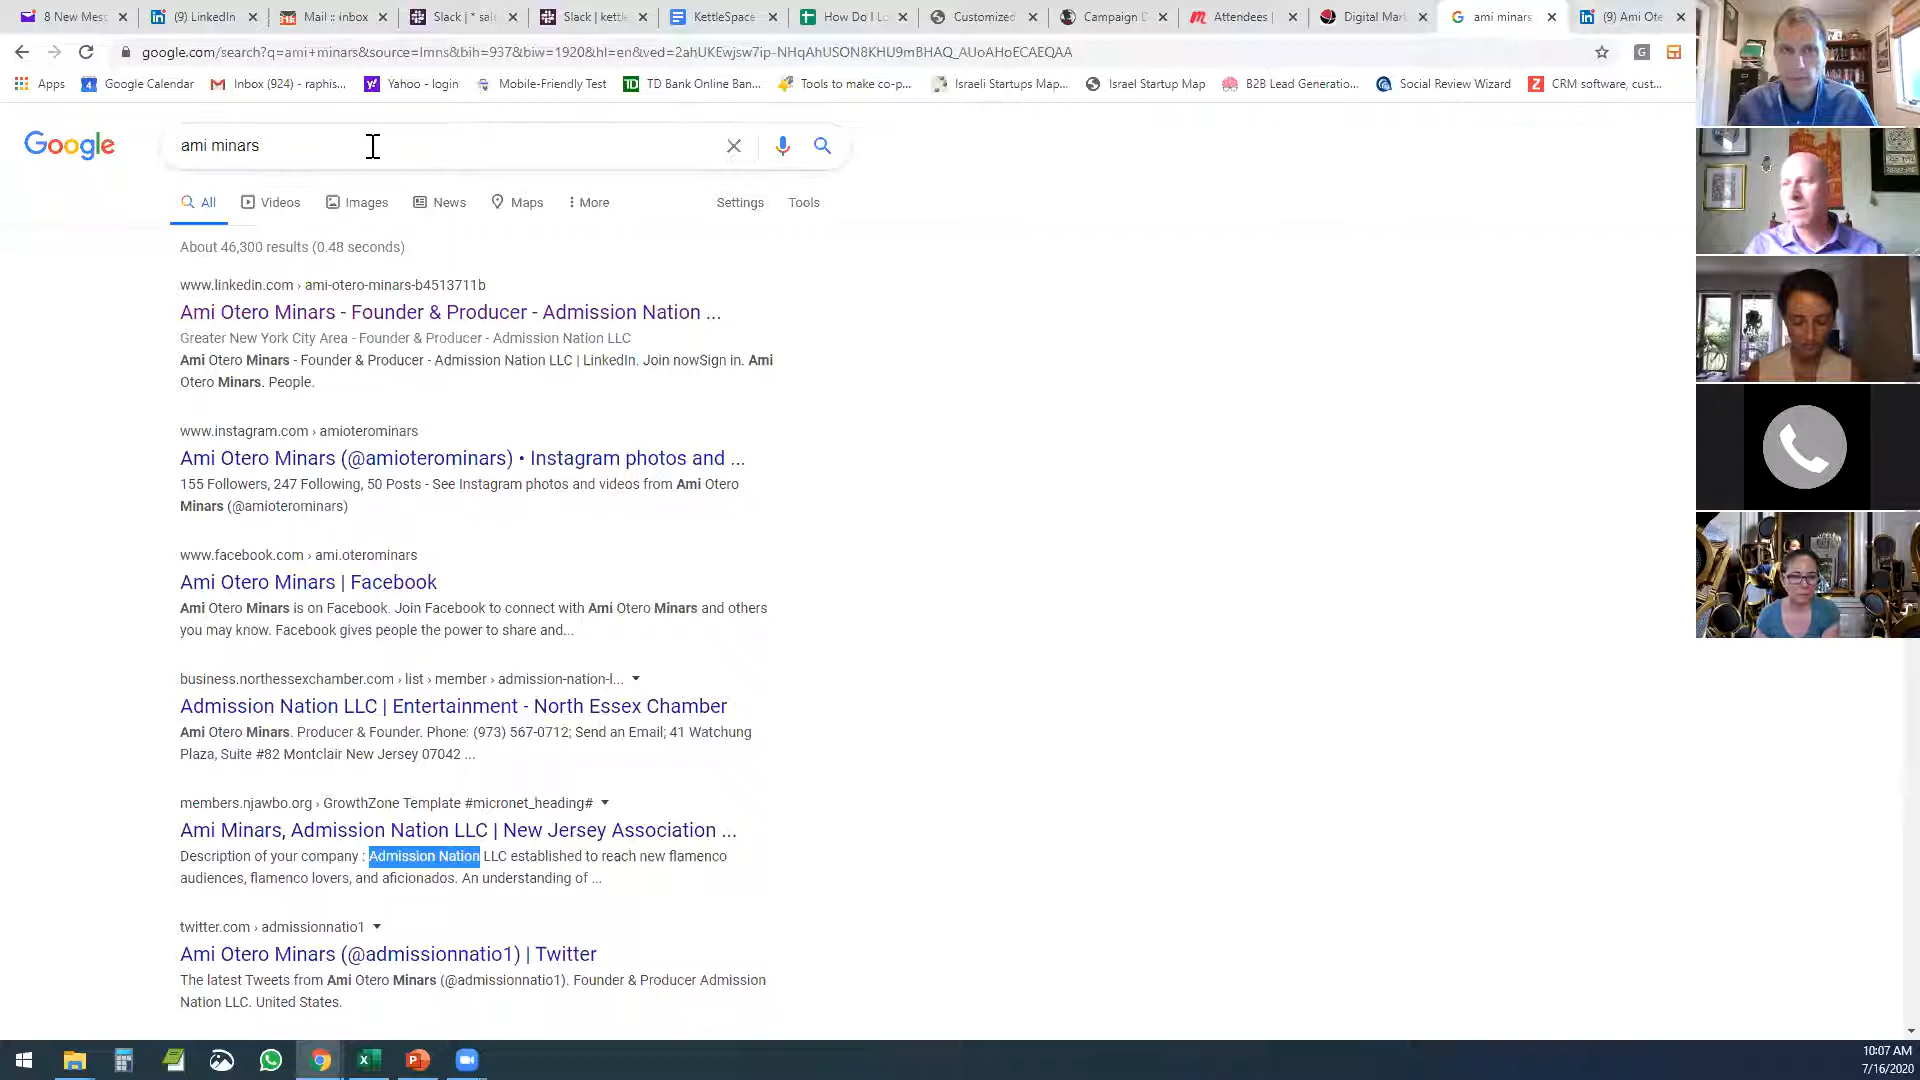 8 New Mess
(9) LinkedIn
Mail :: Inbox
Slack | * sal
Slack | kettl
KettleSpace
How Do I Lo
Customized
Campaign D
Attendees |
Digital Mark
ami minars
(9) Ami Ote
google.com/search?q=ami+minars&source=lmns&bih=937&biw=1920&hl=en&ved=2ahUKEwjsw7ip-NHqAhUSON8KHU9mBHAQ_AUoAHoECAEQAA
Apps
Google Calendar
Inbox (924) - raphis...
Yahoo - login
Mobile-Friendly Test
TD Bank Online Ban...
Tools to make co-p...
Israeli Startups Map...
Israel Startup Map
B2B Lead Generatio...
Social Review Wizard
CRM software, cust...
Google
ami minars
All
Videos
Images
News
Maps
More
Settings
Tools
About 46,300 results (0.48 seconds)
www.linkedin.com › ami-otero-minars-b4513711b
Ami Otero Minars - Founder & Producer - Admission Nation ...
Greater New York City Area - Founder & Producer - Admission Nation LLC
Ami Otero Minars - Founder & Producer - Admission Nation LLC | LinkedIn. Join nowSign in. Ami
Otero Minars. People.
www.instagram.com › amioterominars
Ami Otero Minars (@amioterominars) • Instagram photos and ...
155 Followers, 247 Following, 50 Posts - See Instagram photos and videos from Ami Otero
Minars (@amioterominars)
www.facebook.com › ami.oterominars
Ami Otero Minars | Facebook
Ami Otero Minars is on Facebook. Join Facebook to connect with Ami Otero Minars and others
you may know. Facebook gives people the power to share and...
business.northessexchamber.com › list › member › admission-nation-l...
Admission Nation LLC | Entertainment - North Essex Chamber
Ami Otero Minars. Producer & Founder. Phone: (973) 567-0712; Send an Email; 41 Watchung
Plaza, Suite #82 Montclair New Jersey 07042 ...
members.njawbo.org › GrowthZone Template #micronet_heading#
Ami Minars, Admission Nation LLC | New Jersey Association ...
Description of your company : Admission Nation LLC established to reach new flamenco
audiences, flamenco lovers, and aficionados. An understanding of ...
twitter.com › admissionnatio1
Ami Otero Minars (@admissionnatio1) | Twitter
The latest Tweets from Ami Otero Minars (@admissionnatio1). Founder & Producer Admission
Nation LLC. United States.
10:07 AM
7/16/2020